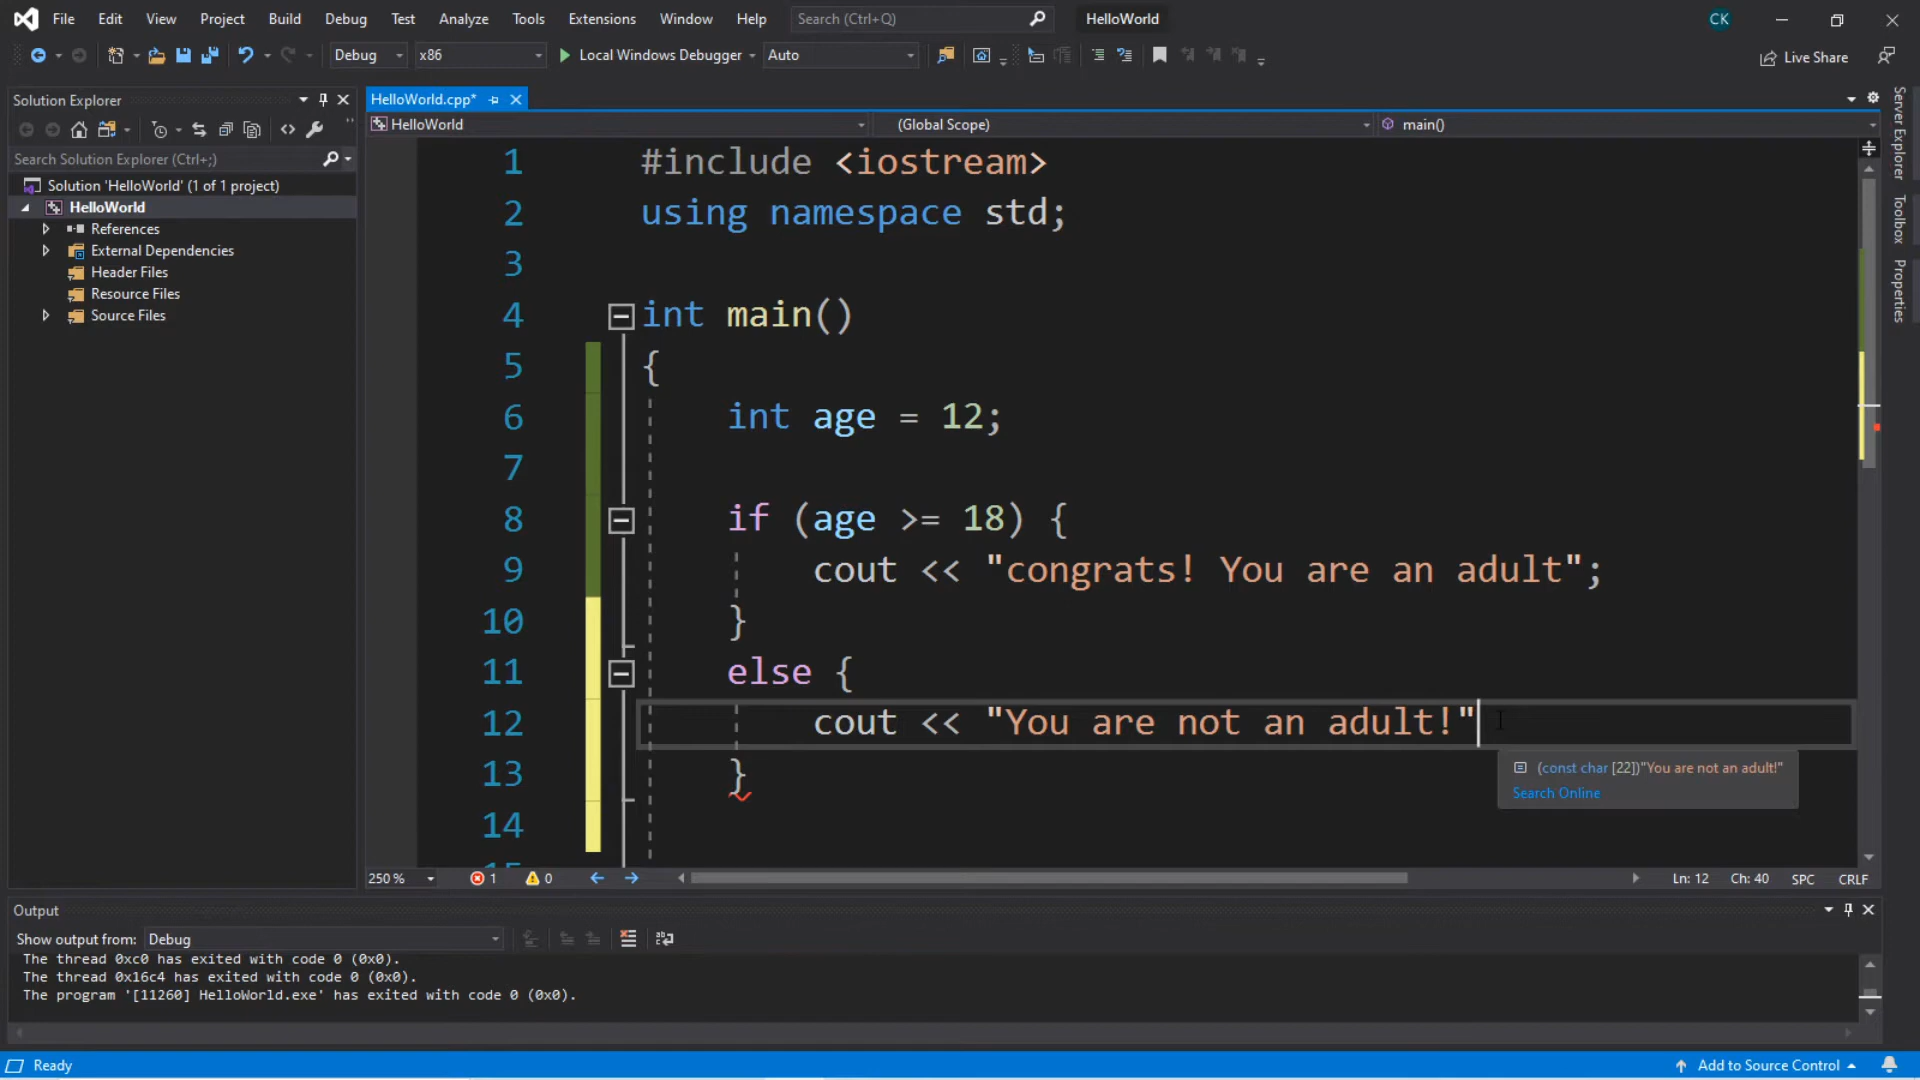 File Edit View Project Build Debug Test Analyze Tools Extensions Window Help Search (Ctrl+Q) HelloWorld CK
Debug x86 Local Windows Debugger Auto Live Share
Solution Explorer
HelloWorld.cpp*
HelloWorld (Global Scope) main()
Search Solution Explorer (Ctrl+;)
Solution 'HelloWorld' (1 of 1 project)
HelloWorld
References
External Dependencies
Header Files
Resource Files
Source Files
1 #include <iostream>
2 using namespace std;
3
4 int main()
5 {
6 int age = 12;
7
8 if (age >= 18) {
9 cout << "congrats! You are an adult";
10 }
11 else {
12 cout << "You are not an adult!"
13 }
14
(const char [22])"You are not an adult!"
Search Online
Server Explorer
Toolbox
Properties
250 % 1 0 Ln: 12 Ch: 40 SPC CRLF
Output
Show output from: Debug
The thread 0xc0 has exited with code 0 (0x0).
The thread 0x16c4 has exited with code 0 (0x0).
The program '[11260] HelloWorld.exe' has exited with code 0 (0x0).
Ready Add to Source Control